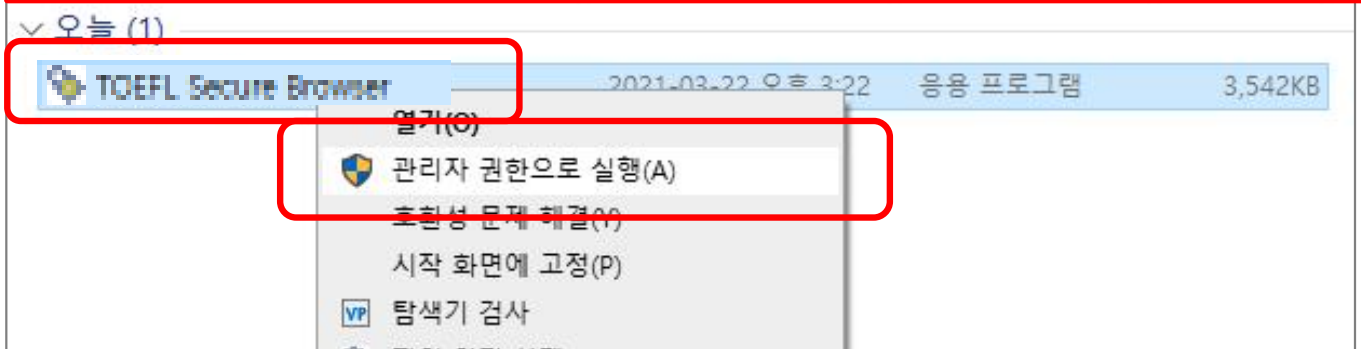 오늘 (1)
TOEFL Secure Browser 2021-03-22 오후 3:22 응용 프로그램 3,542KB
열기(O)
관리자 권한으로 실행(A)
호환성 문제 해결(Y)
시작 화면에 고정(P)
VP 탐색기 검사